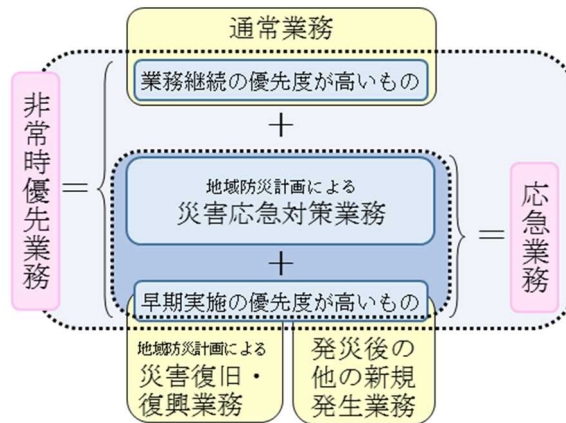 通常業務
業務継続の優先度が高いもの
+
非常時優先業務
=
地域防災計画による
災害応急対策業務
=
応急業務
+
早期実施の優先度が高いもの
地域防災計画による
災害復旧・
復興業務
発災後の
他の新規
発生業務